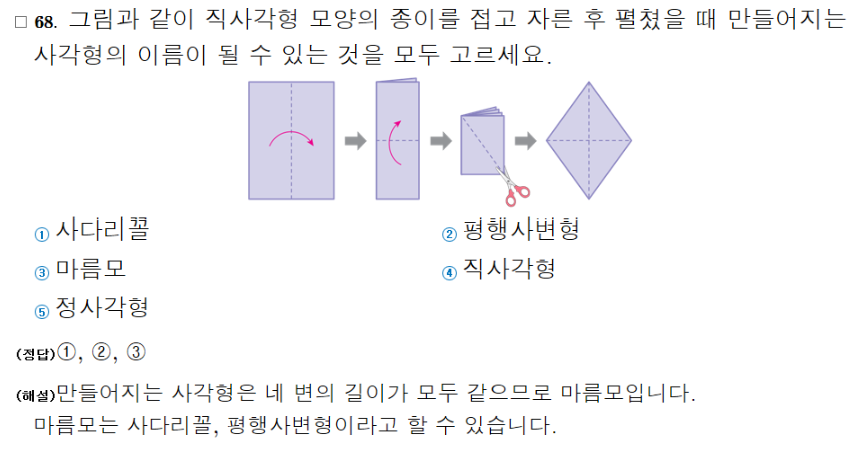 □ 68. 그림과 같이 직사각형 모양의 종이를 접고 자른 후 펼쳤을 때 만들어지는
사각형의 이름이 될 수 있는 것을 모두 고르세요.
① 사다리꼴 ② 평행사변형
③ 마름모 ④ 직사각형
⑤ 정사각형
(정답)①, ②, ③
(해설)만들어지는 사각형은 네 변의 길이가 모두 같으므로 마름모입니다.
마름모는 사다리꼴, 평행사변형이라고 할 수 있습니다.